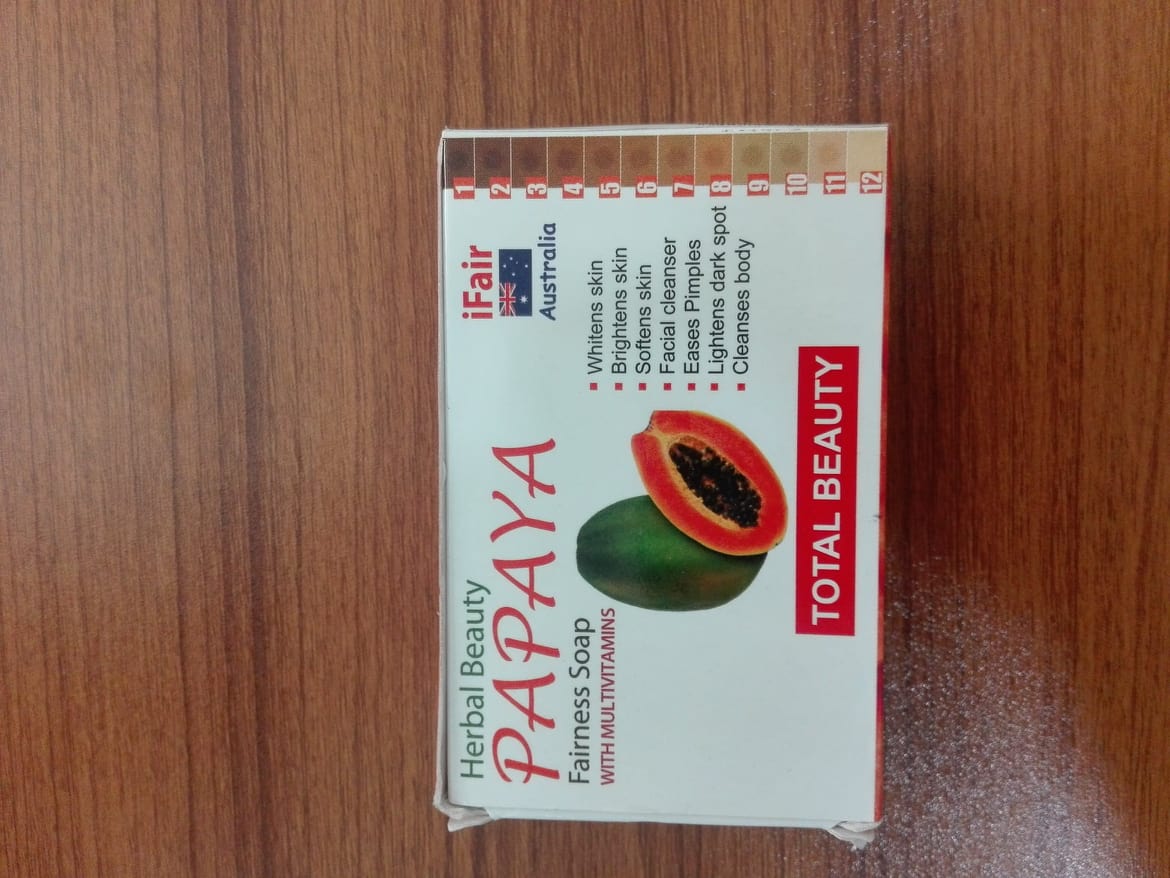 Herbal Beauty
PAPAYA
Fairness Soap
WITH MULTIVITAMINS
iFair
Australia
Whitens skin
Brightens skin
Softens skin
Facial cleanser
Eases Pimples
Lightens dark spot
Cleanses body
TOTAL BEAUTY
1
2
3
4
5
6
7
8
9
10
11
12